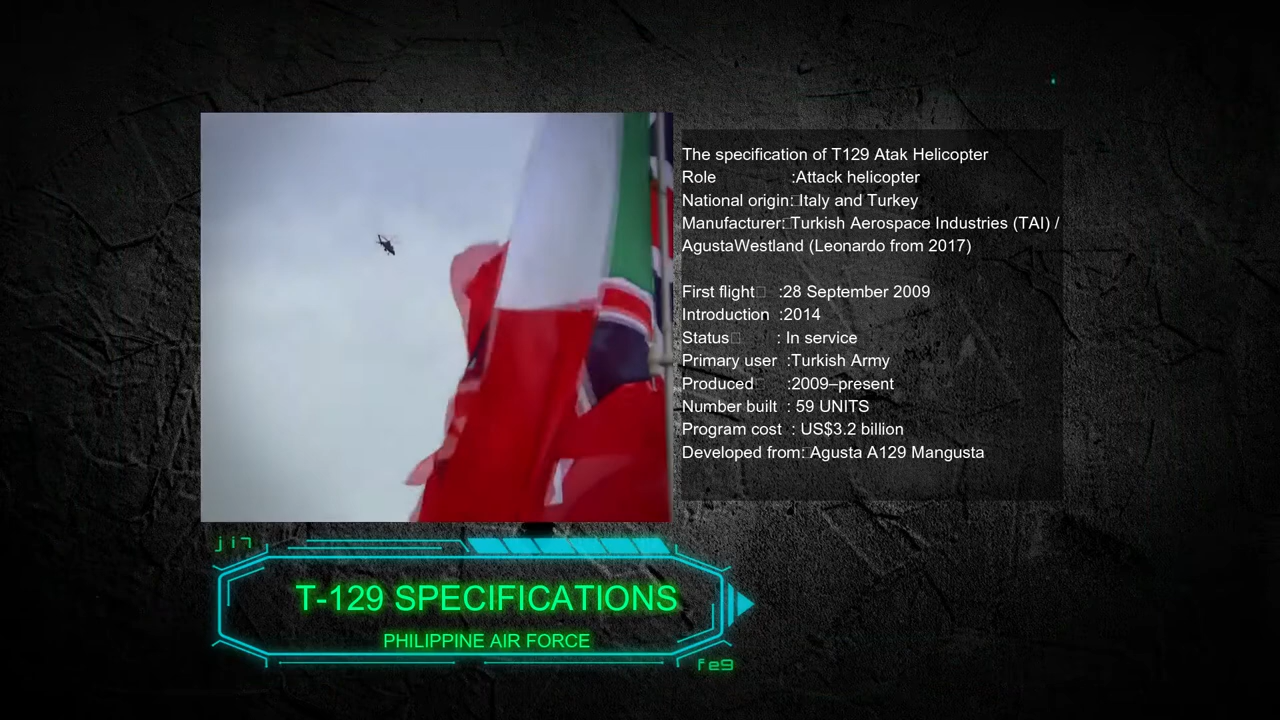 The specification of T129 Atak Helicopter
Role :Attack helicopter
National origin: Italy and Turkey
Manufacturer: Turkish Aerospace Industries (TAI) /
AgustaWestland (Leonardo from 2017)
First flight :28 September 2009
Introduction :2014
Status : In service
Primary user :Turkish Army
Produced :2009–present
Number built : 59 UNITS
Program cost : US$3.2 billion
Developed from: Agusta A129 Mangusta
ji7
T-129 SPECIFICATIONS
PHILIPPINE AIR FORCE
fe9